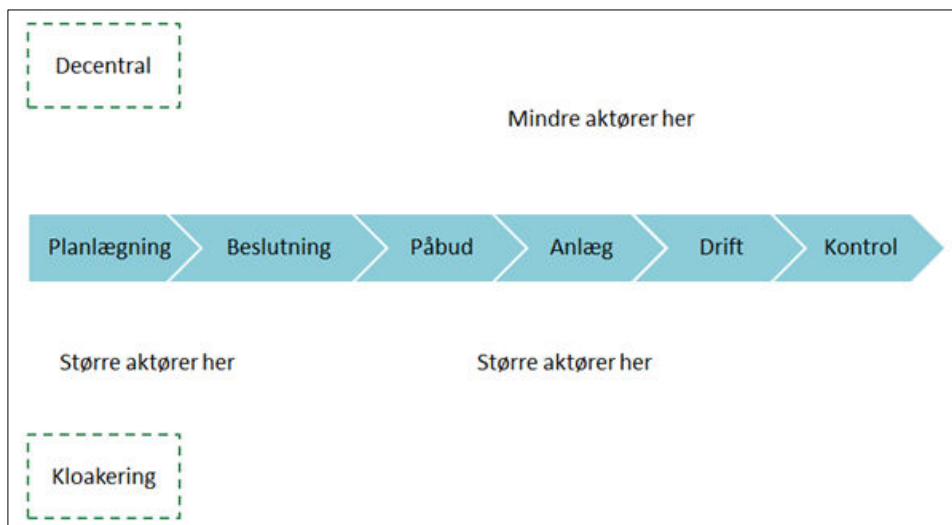 Decentral
Mindre aktører her
Planlægning Beslutning Påbud Anlæg Drift Kontrol
Større aktører her Større aktører her
Kloakering